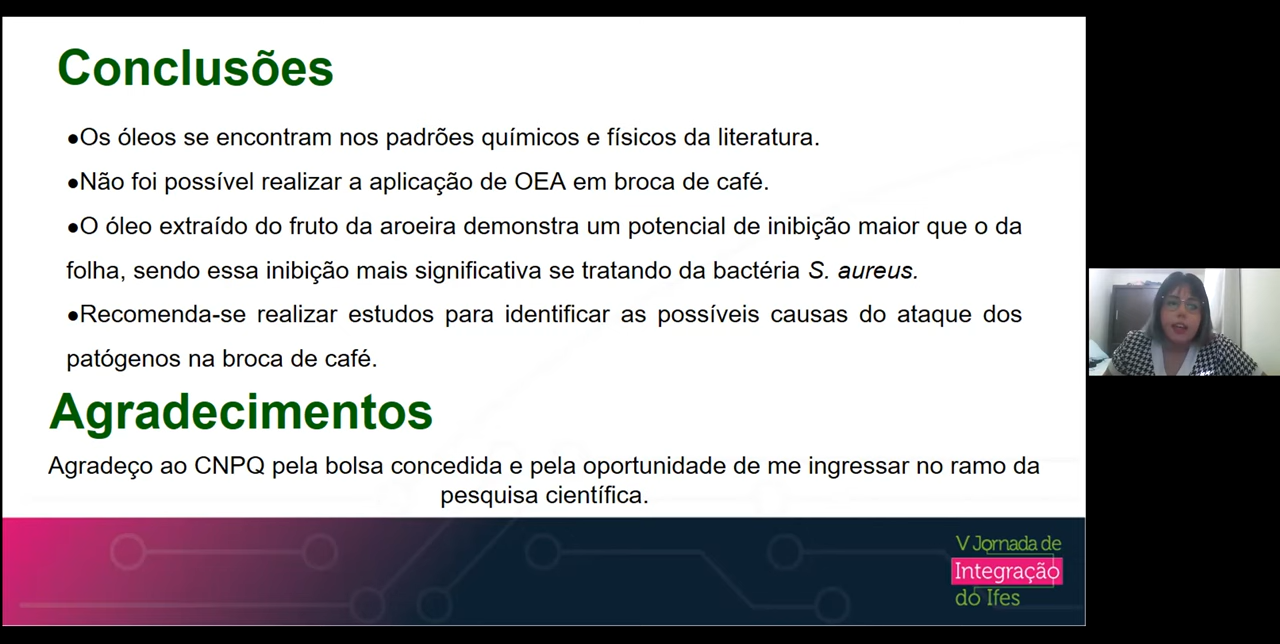 Conclusões
●Os óleos se encontram nos padrões químicos e físicos da literatura.
●Não foi possível realizar a aplicação de OEA em broca de café.
●O óleo extraído do fruto da aroeira demonstra um potencial de inibição maior que o da
folha, sendo essa inibição mais significativa se tratando da bactéria S. aureus.
●Recomenda-se realizar estudos para identificar as possíveis causas do ataque dos
patógenos na broca de café.
Agradecimentos
Agradeço ao CNPQ pela bolsa concedida e pela oportunidade de me ingressar no ramo da
pesquisa científica.
V Jornada de
Integração
do Ifes